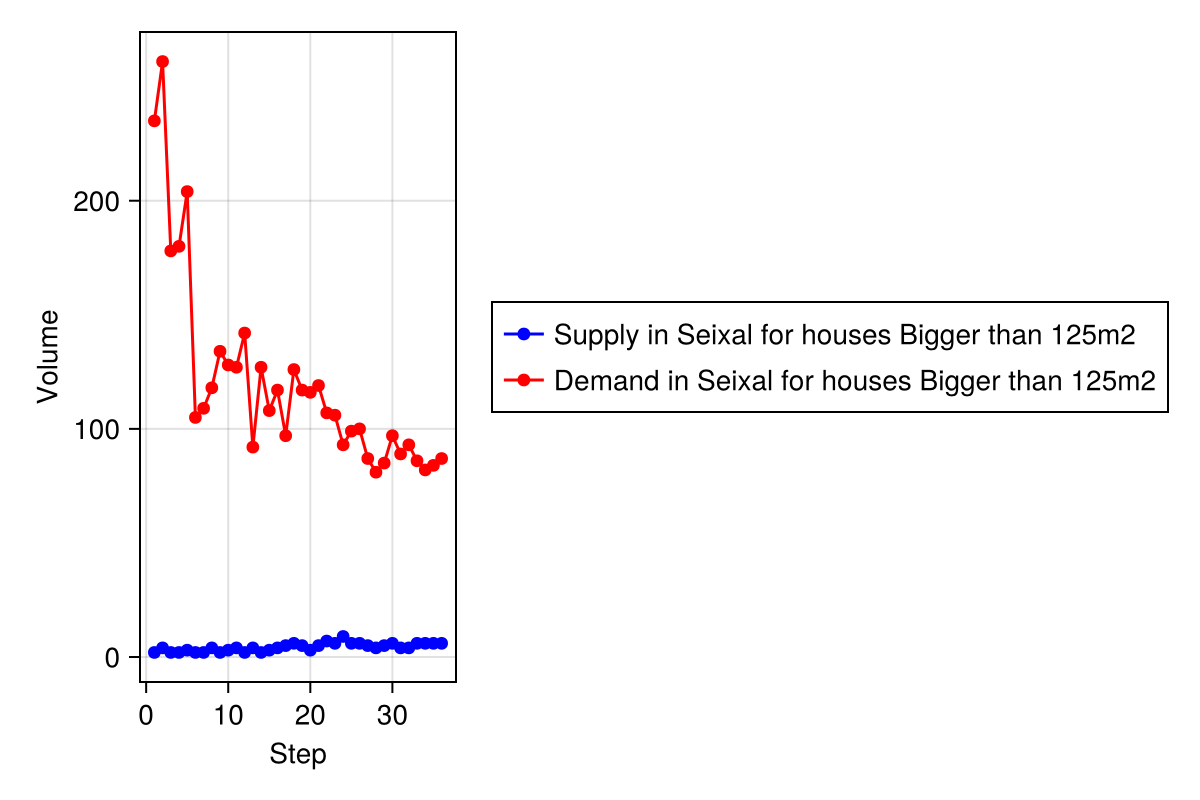 200
100
0
Volume
0 10 20 30
Step
Supply in Seixal for houses Bigger than 125m2
Demand in Seixal for houses Bigger than 125m2